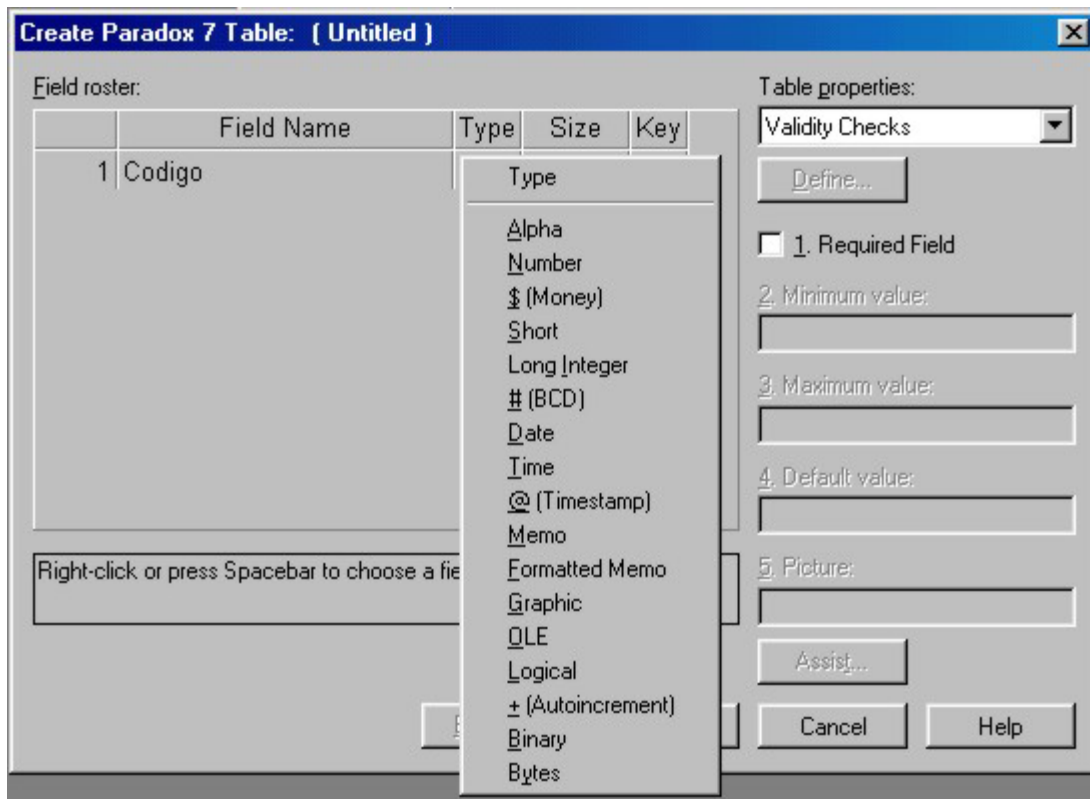 Create Paradox 7 Table: ( Untitled )
Field roster:
Field Name Type Size Key
1 Codigo
Type
Alpha
Number
$ (Money)
Short
Long Integer
# (BCD)
Date
Time
@ (Timestamp)
Memo
Formatted Memo
Graphic
OLE
Logical
+ (Autoincrement)
Binary
Bytes
Right-click or press Spacebar to choose a fie
Table properties:
Validity Checks
Define...
1. Required Field
2. Minimum value:
3. Maximum value:
4. Default value:
5. Picture:
Assist...
Cancel
Help